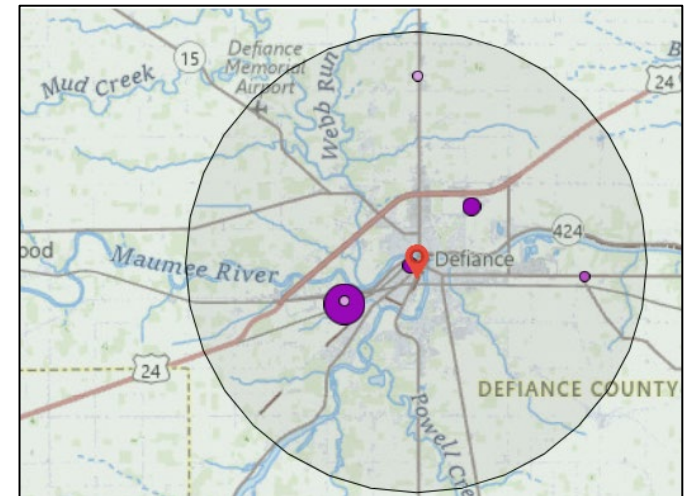 15
Defiance
Memorial
Airport
Mud Creek
Webb Run
24
424
Maumee River
Defiance
24
DEFIANCE COUNTY
Powell Cre